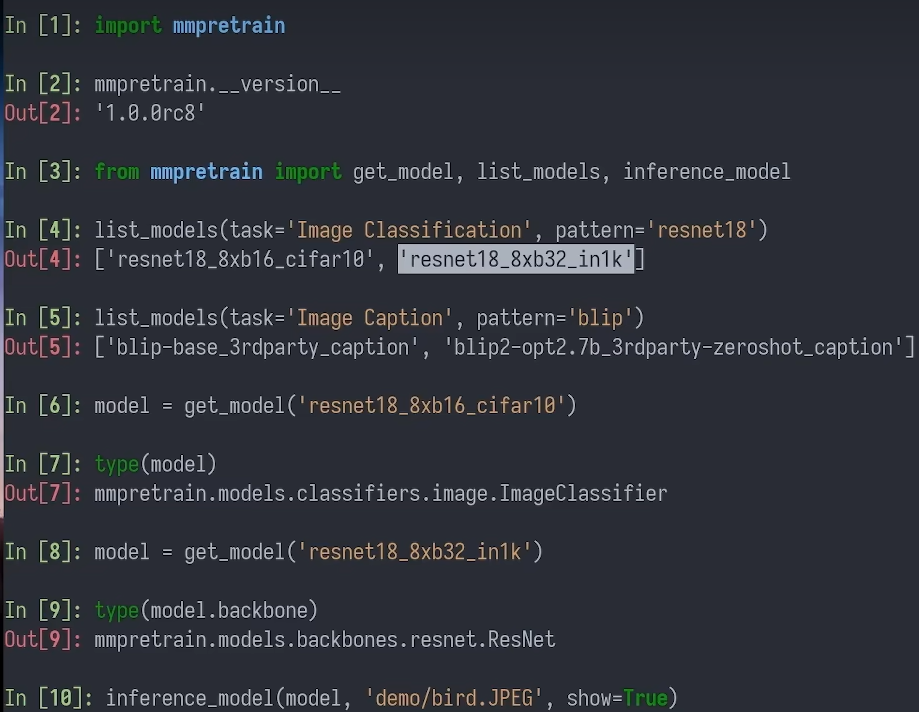 In [1]: import mmpretrain
In [2]: mmpretrain.__version__
Out[2]: '1.0.0rc8'
In [3]: from mmpretrain import get_model, list_models, inference_model
In [4]: list_models(task='Image Classification', pattern='resnet18')
Out[4]: ['resnet18_8xb16_cifar10', 'resnet18_8xb32_in1k']
In [5]: list_models(task='Image Caption', pattern='blip')
Out[5]: ['blip-base_3rdparty_caption', 'blip2-opt2.7b_3rdparty-zeroshot_caption']
In [6]: model = get_model('resnet18_8xb16_cifar10')
In [7]: type(model)
Out[7]: mmpretrain.models.classifiers.image.ImageClassifier
In [8]: model = get_model('resnet18_8xb32_in1k')
In [9]: type(model.backbone)
Out[9]: mmpretrain.models.backbones.resnet.ResNet
In [10]: inference_model(model, 'demo/bird.JPEG', show=True)